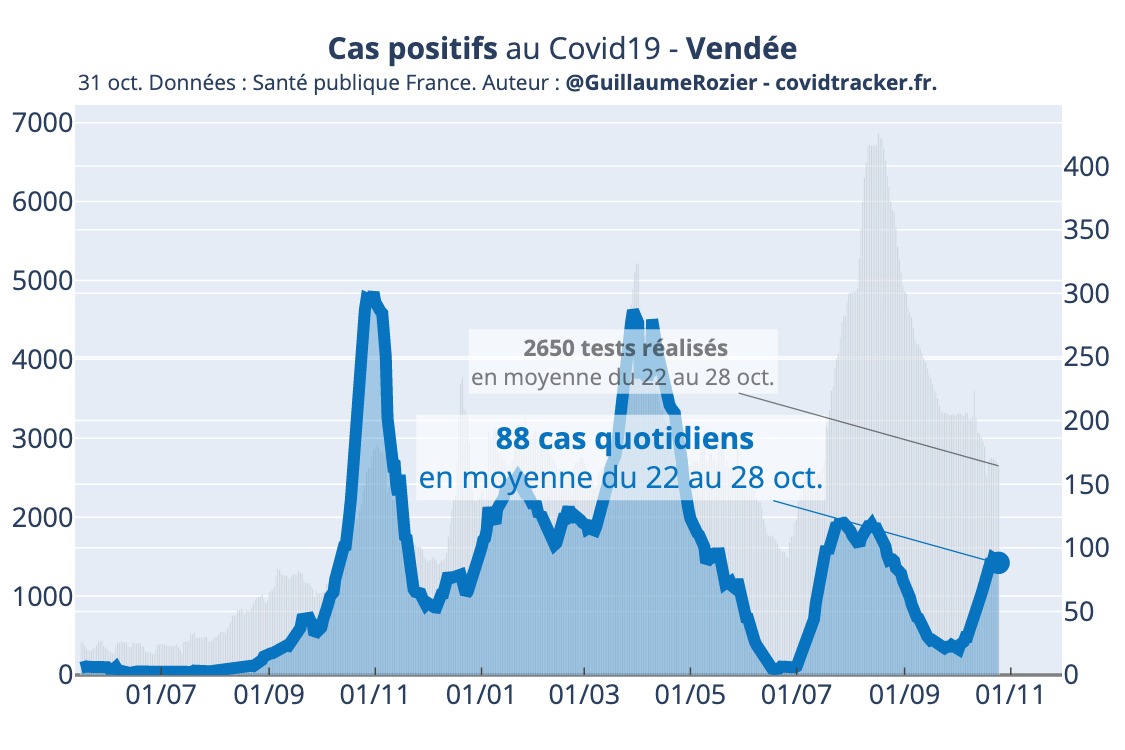 Cas positifs au Covid19 - Vendée
31 oct. Données : Santé publique France. Auteur : @GuillaumeRozier - covidtracker.fr.
7000
6000
5000
4000
3000
2000
1000
0
400
350
300
250
200
150
100
50
0
2650 tests réalisés
en moyenne du 22 au 28 oct.
88 cas quotidiens
en moyenne du 22 au 28 oct.
01/07 01/09 01/11 01/01 01/03 01/05 01/07 01/09 01/11